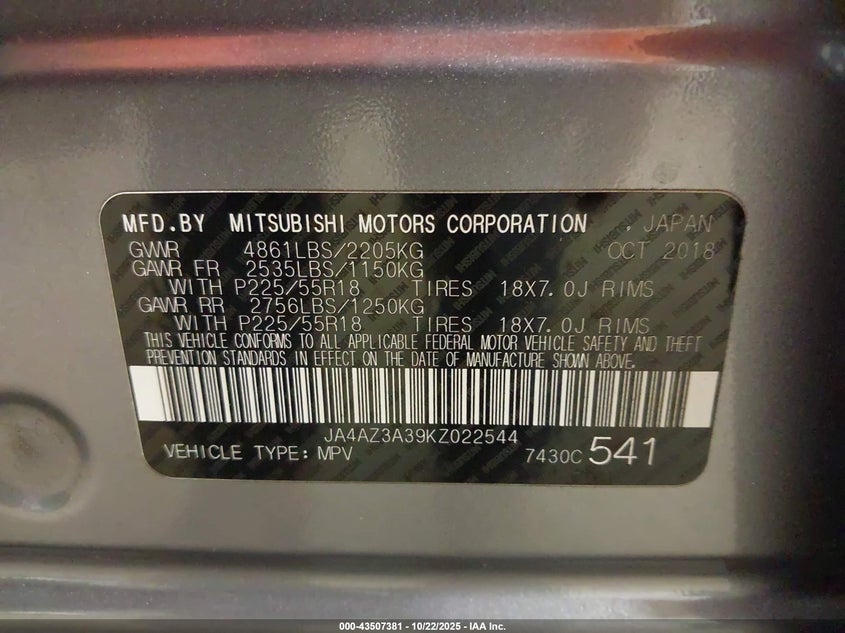 MFD.BY MITSUBISHI MOTORS CORPORATION . JAPAN
GVWR 4861LBS/2205KG OCT 2018
GAWR FR 2535LBS/1150KG
WITH P225/55R18 TIRES 18X7.0J RIMS
GAWR RR 2756LBS/1250KG
WITH P225/55R18 TIRES 18X7.0J RIMS
THIS VEHICLE CONFORMS TO ALL APPLICABLE FEDERAL MOTOR VEHICLE SAFETY AND THEFT
PREVENTION STANDARDS IN EFFECT ON THE DATE OF MANUFACTURE SHOWN ABOVE.
JA4AZ3A39KZ022544
VEHICLE TYPE: MPV 7430C 541
000-43507381 - 10/22/2025 - IAA Inc.